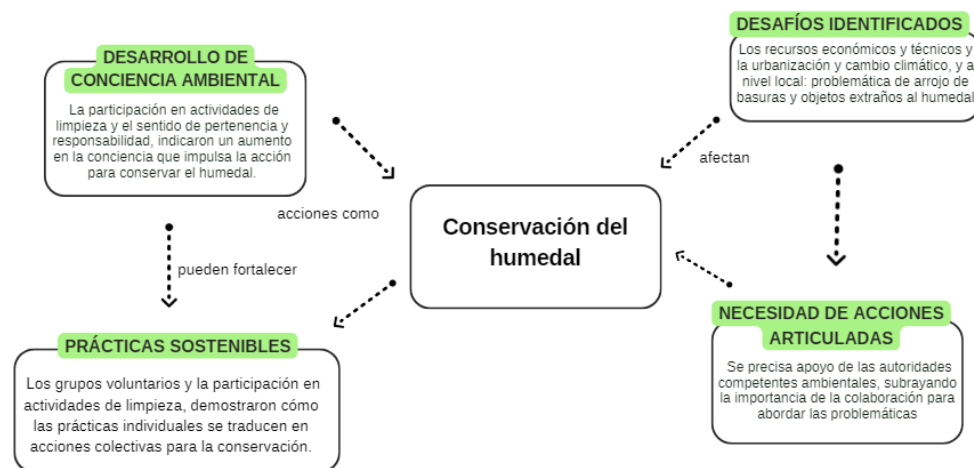 DESARROLLO DE
CONCIENCIA AMBIENTAL
La participación en actividades de
limpieza y el sentido de pertenencia y
responsabilidad, indicaron un aumento
en la conciencia que impulsa la acción
para conservar el humedal.
DESAFÍOS IDENTIFICADOS
Los recursos económicos y técnicos y
la urbanización y cambio climático, y a
nivel local: problemática de arrojo de
basuras y objetos extraños al humedal
afectan
acciones como
Conservación del
humedal
pueden fortalecer
PRÁCTICAS SOSTENIBLES
Los grupos voluntarios y la participación en
actividades de limpieza, demostraron cómo
las prácticas individuales se traducen en
acciones colectivas para la conservación.
NECESIDAD DE ACCIONES
ARTICULADAS
Se precisa apoyo de las autoridades
competentes ambientales, subrayando
la importancia de la colaboración para
abordar las problemáticas